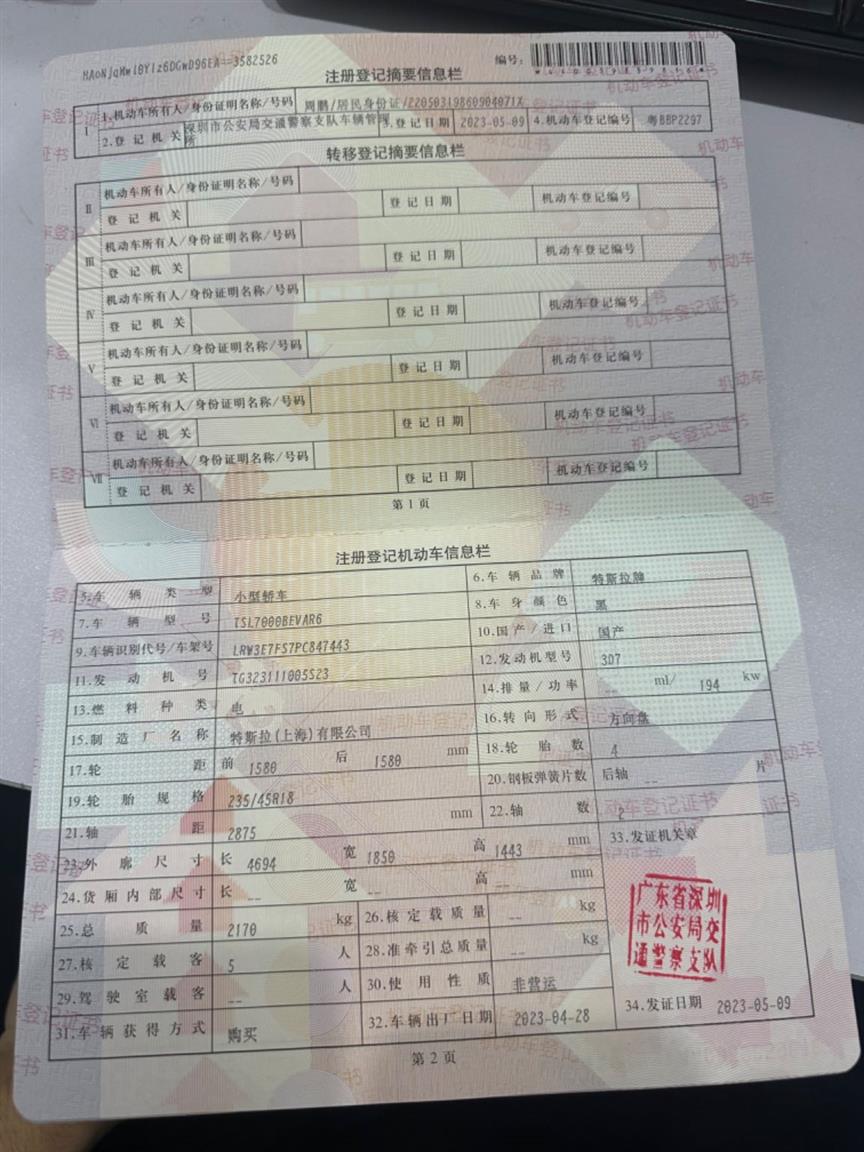 HAoNjqMw1BYlz6DGwD96EA==3582526
编号:
注册登记摘要信息栏
I 1.机动车所有人/身份证明名称/号码 周鹏/居民身份证/22050319860904071X
2.登记机关 深圳市公安局交通警察支队车辆管理所 3.登记日期 2023-05-09 4.机动车登记编号 粤BBP2297
转移登记摘要信息栏
II 机动车所有人/身份证明名称/号码
登记机关 登记日期 机动车登记编号
III 机动车所有人/身份证明名称/号码
登记机关 登记日期 机动车登记编号
IV 机动车所有人/身份证明名称/号码
登记机关 登记日期 机动车登记编号
V 机动车所有人/身份证明名称/号码
登记机关 登记日期 机动车登记编号
VI 机动车所有人/身份证明名称/号码
登记机关 登记日期 机动车登记编号
VII 机动车所有人/身份证明名称/号码
登记机关 登记日期 机动车登记编号
第1页
注册登记机动车信息栏
5.车辆类型 小型轿车 6.车辆品牌 特斯拉牌
7.车辆型号 TSL7000BEVAR6 8.车身颜色 黑
9.车辆识别代号/车架号 LRW3E7FS7PC847443 10.国产/进口 国产
11.发动机号 TG323111005S23 12.发动机型号 3D7
13.燃料种类 电 14.排量/功率 -- ml/ 194 kw
15.制造厂名称 特斯拉(上海)有限公司 16.转向形式 方向盘
17.轮距 前 1580 后 1580 mm 18.轮胎数 4
19.轮胎规格 235/45R18 20.钢板弹簧片数 后轴 -- 片
21.轴距 2875 mm 22.轴数 2
23.外廓尺寸 长 4694 宽 1850 高 1443 mm 33.发证机关章
24.货厢内部尺寸 长 -- 宽 -- 高 -- mm
25.总质量 2170 kg 26.核定载质量 -- kg
27.核定载客 5 人 28.准牵引总质量 -- kg
29.驾驶室载客 -- 人 30.使用性质 非营运
31.车辆获得方式 购买 32.车辆出厂日期 2023-04-28 34.发证日期 2023-05-09
广东省深圳
市公安局交
通警察支队
第2页